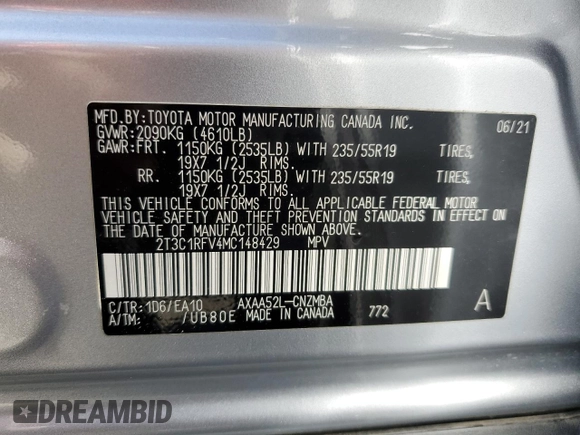 MFD.BY:TOYOTA MOTOR MANUFACTURING CANADA INC. 06/21
GVWR:2090KG (4610LB)
GAWR:FRT. 1150KG (2535LB) WITH 235/55R19 TIRES,
19X7 1/2J RIMS.
RR. 1150KG (2535LB) WITH 235/55R19 TIRES,
19X7 1/2J RIMS.
THIS VEHICLE CONFORMS TO ALL APPLICABLE FEDERAL MOTOR
VEHICLE SAFETY AND THEFT PREVENTION STANDARDS IN EFFECT ON
THE DATE OF MANUFACTURE SHOWN ABOVE.
2T3C1RFV4MC148429 MPV
C/TR:1D6/EA10 AXAA52L-CNZMBA A
A/TM: /UB80E MADE IN CANADA 772
DREAMBID